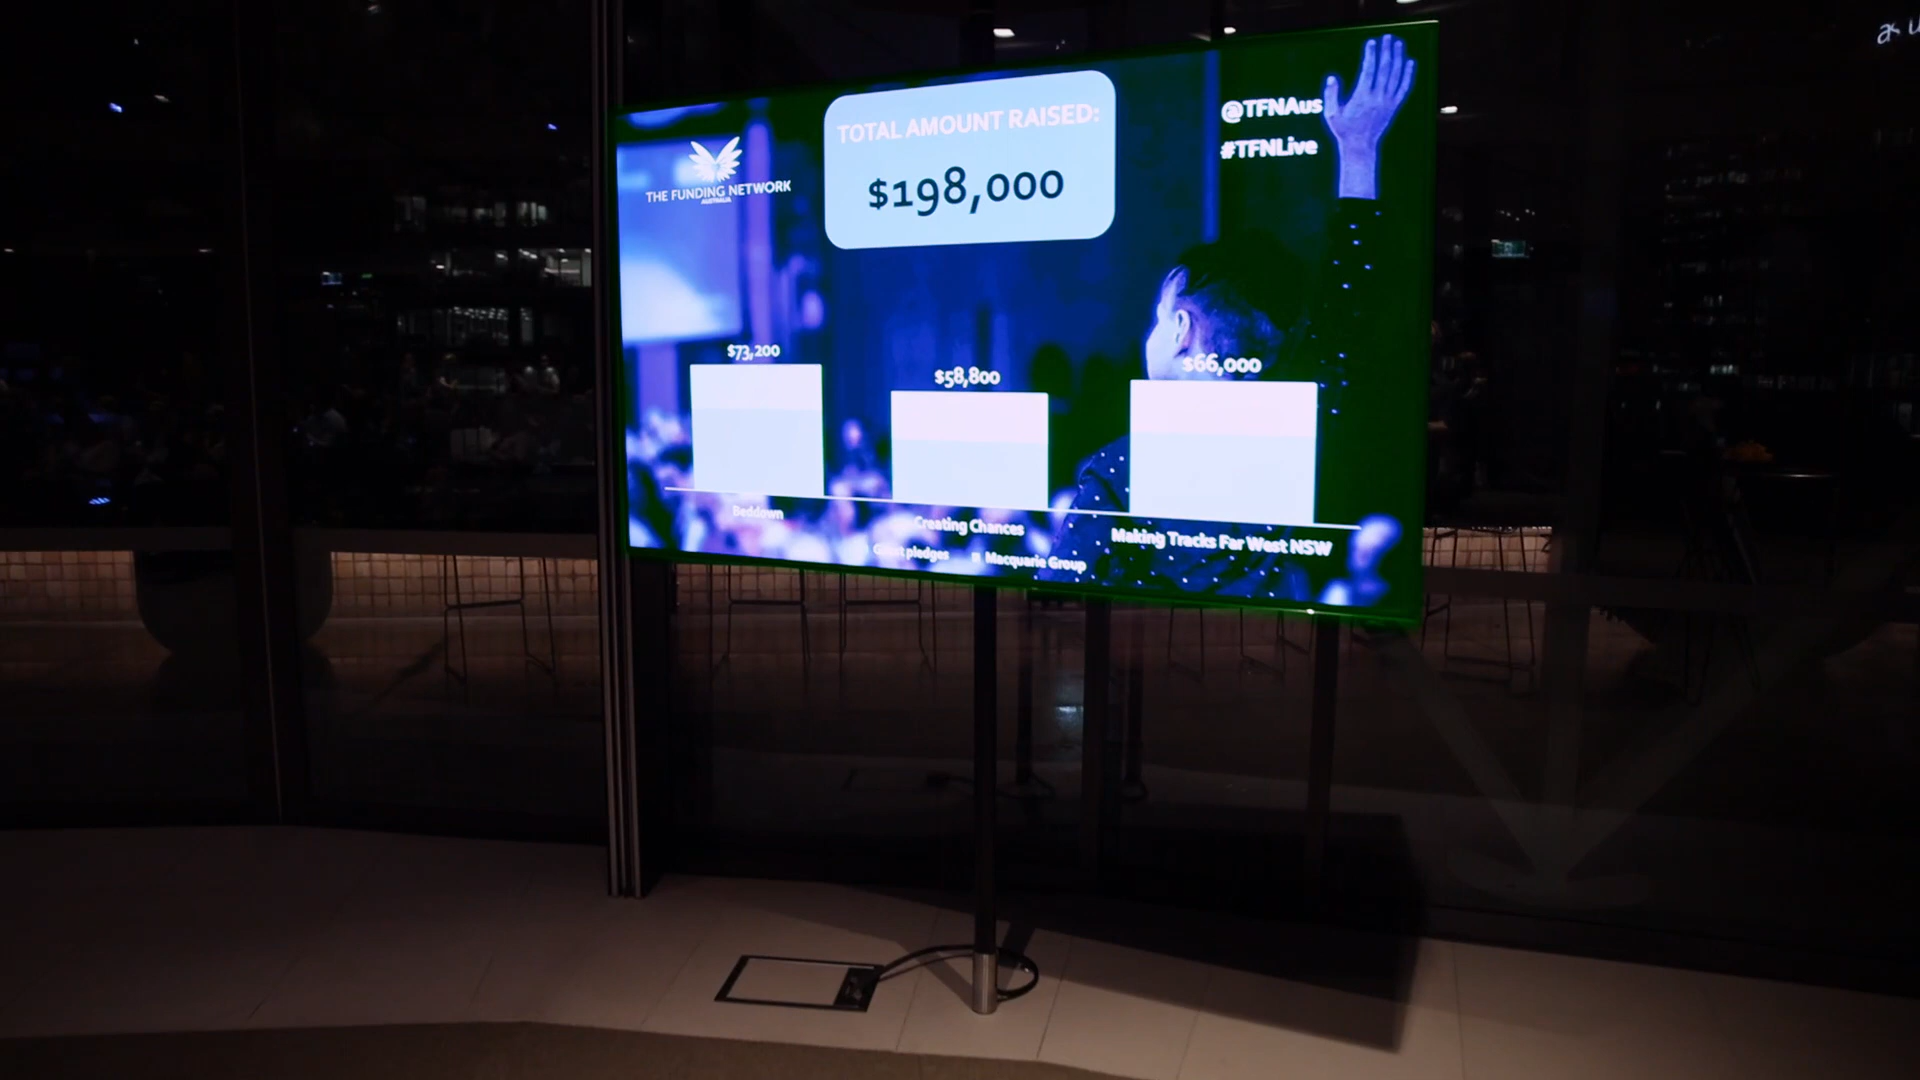 TOTAL AMOUNT RAISED:
$198,000
@TFNAus
#TFNLive
THE FUNDING NETWORK
AUSTRALIA
$73,200
$58,800
$66,000
Beddown
Creating Chances
Making Tracks Far West NSW
Guest pledges
Macquarie Group